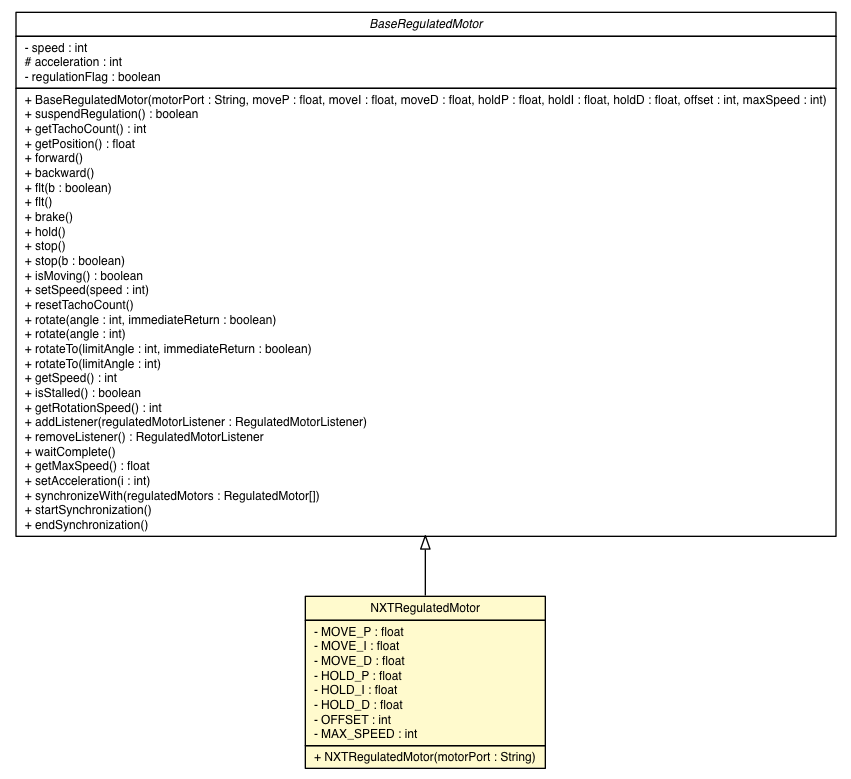 BaseRegulatedMotor
- speed : int
# acceleration : int
- regulationFlag : boolean
+ BaseRegulatedMotor(motorPort : String, moveP : float, moveI : float, moveD : float, holdP : float, holdI : float, holdD : float, offset : int, maxSpeed : int)
+ suspendRegulation() : boolean
+ getTachoCount() : int
+ getPosition() : float
+ forward()
+ backward()
+ flt(b : boolean)
+ flt()
+ brake()
+ hold()
+ stop()
+ stop(b : boolean)
+ isMoving() : boolean
+ setSpeed(speed : int)
+ resetTachoCount()
+ rotate(angle : int, immediateReturn : boolean)
+ rotate(angle : int)
+ rotateTo(limitAngle : int, immediateReturn : boolean)
+ rotateTo(limitAngle : int)
+ getSpeed() : int
+ isStalled() : boolean
+ getRotationSpeed() : int
+ addListener(regulatedMotorListener : RegulatedMotorListener)
+ removeListener() : RegulatedMotorListener
+ waitComplete()
+ getMaxSpeed() : float
+ setAcceleration(i : int)
+ synchronizeWith(regulatedMotors : RegulatedMotor[])
+ startSynchronization()
+ endSynchronization()
NXTRegulatedMotor
- MOVE_P : float
- MOVE_I : float
- MOVE_D : float
- HOLD_P : float
- HOLD_I : float
- HOLD_D : float
- OFFSET : int
- MAX_SPEED : int
+ NXTRegulatedMotor(motorPort : String)